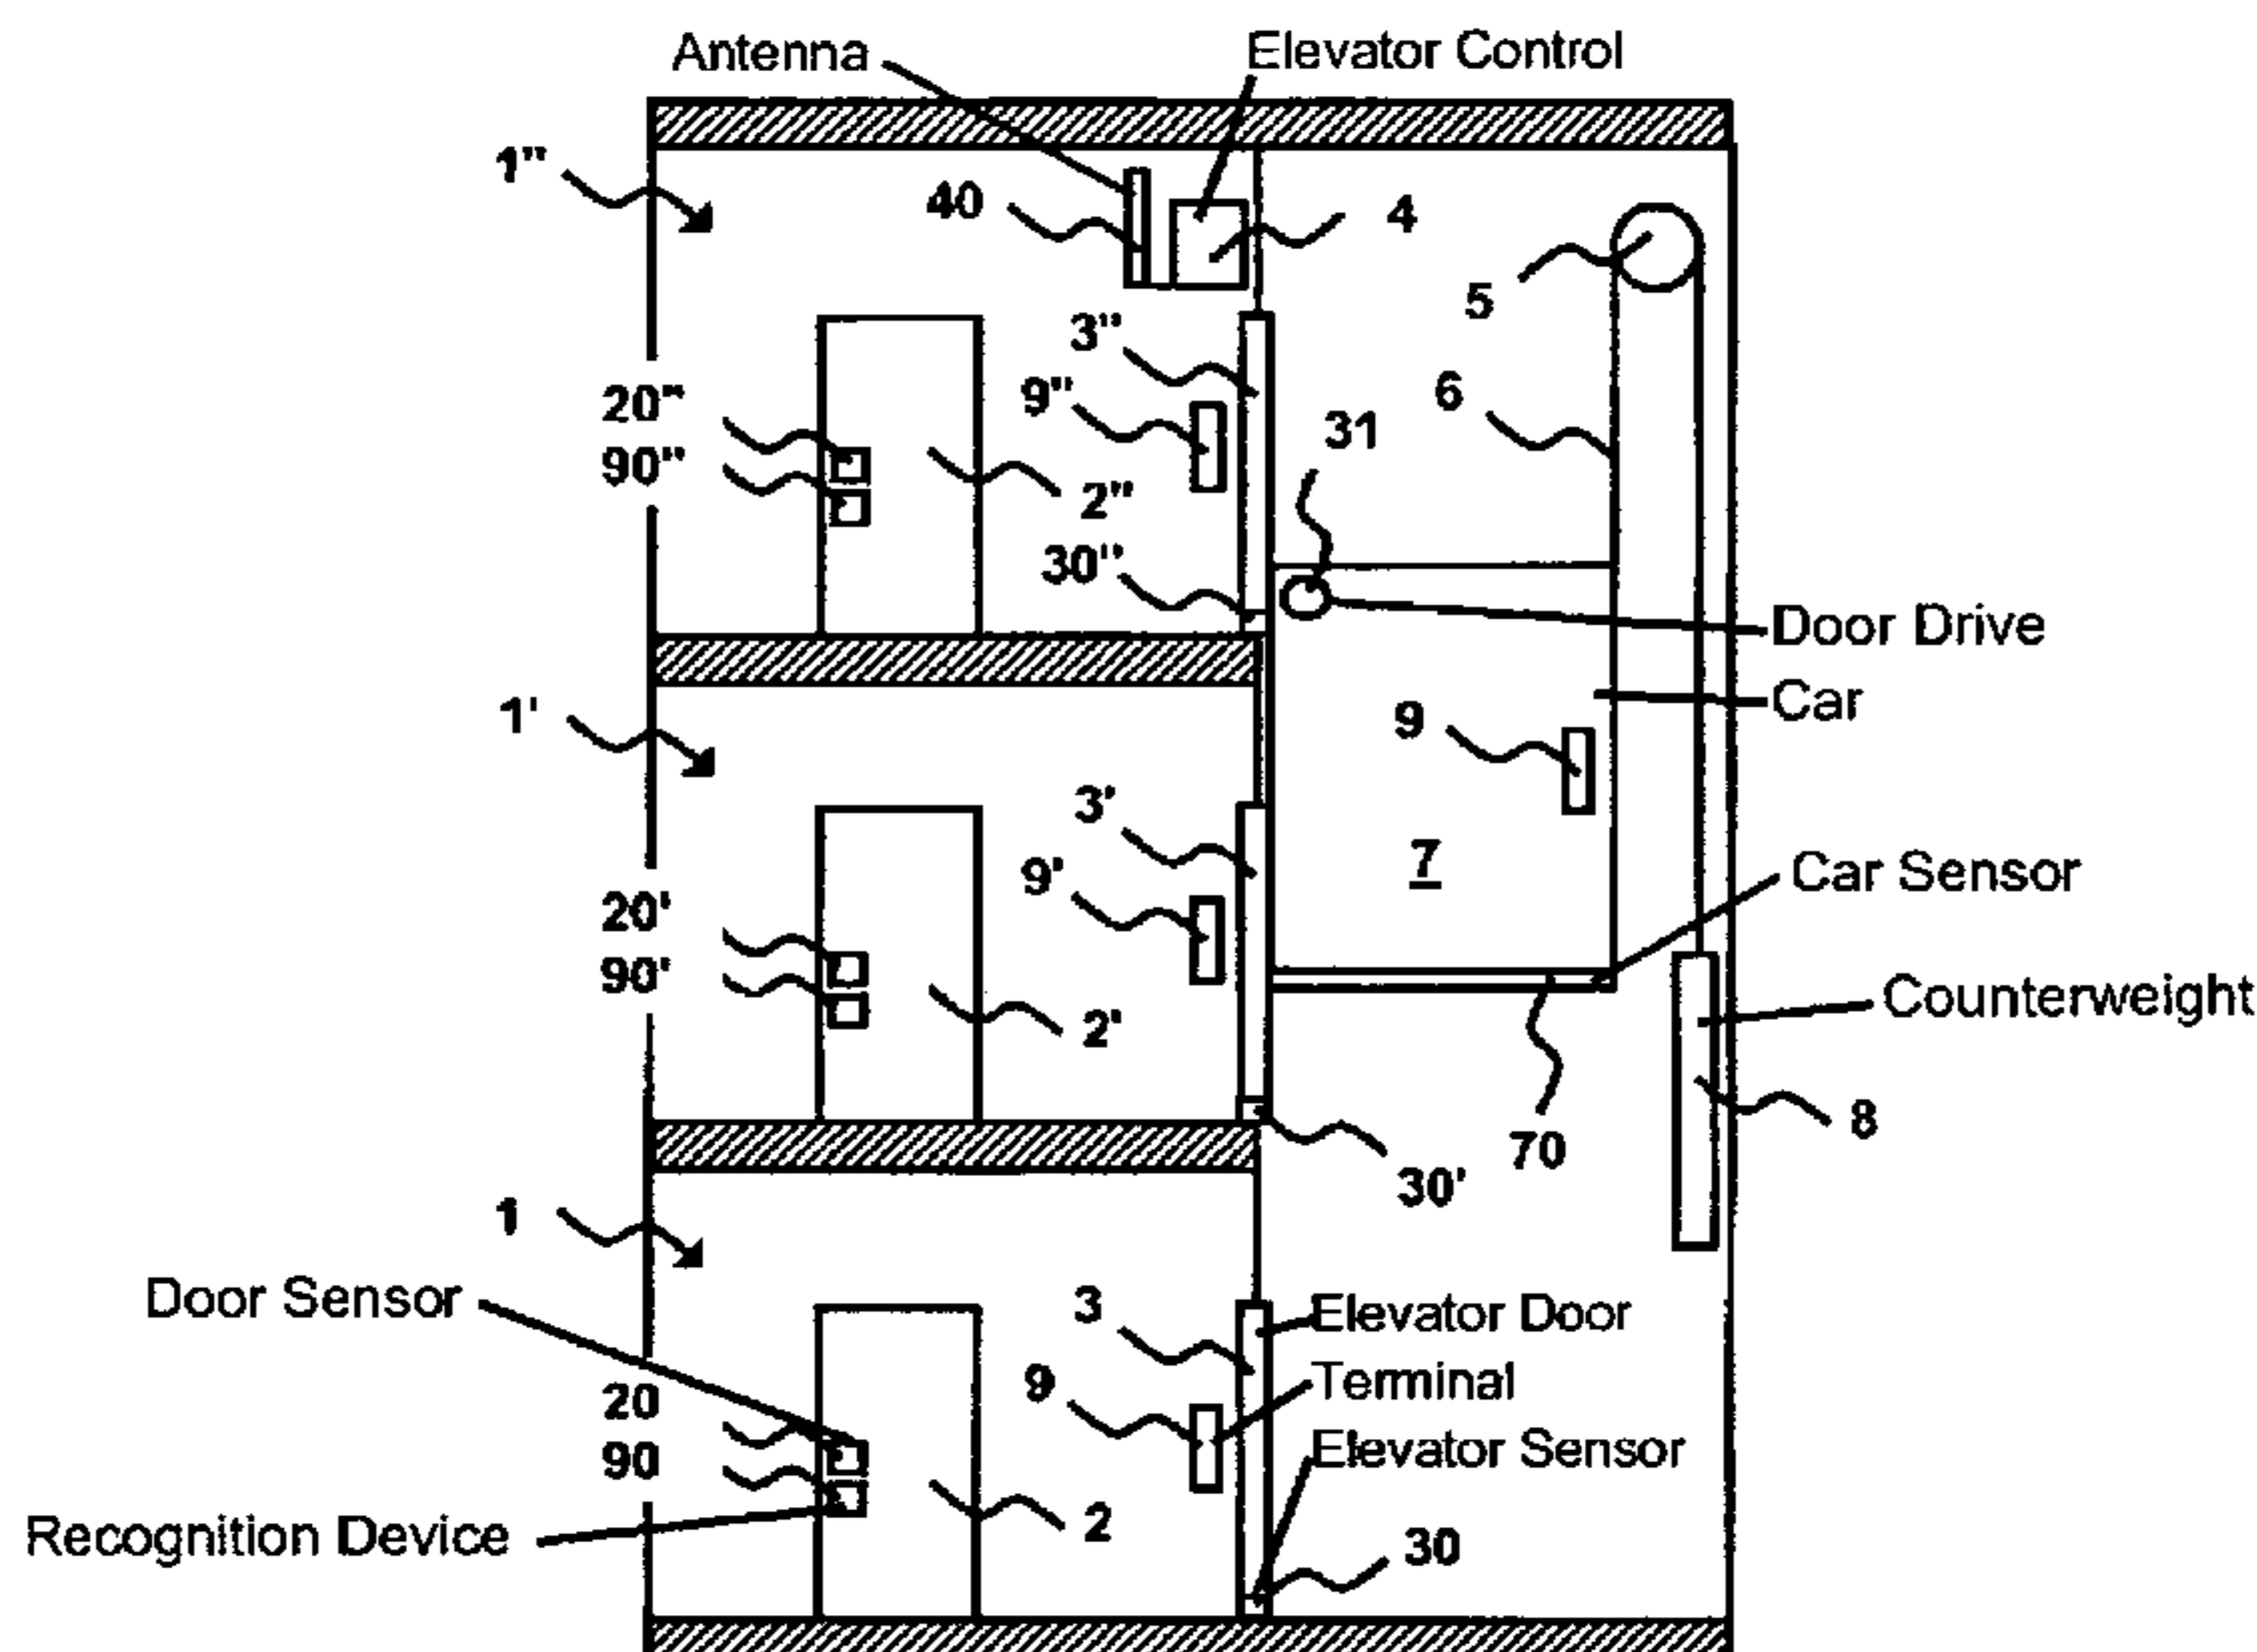 Antenna
Elevator Control
1"
40
4
5
3"
20"
9"
6
31
90"
2"
30"
Door Drive
1'
Car
9
3'
7
Car Sensor
9'
20'
90'
Counterweight
2'
8
70
30'
1
Door Sensor
3
Elevator Door
20
9
Terminal
90
Elevator Sensor
Recognition Device
2
30